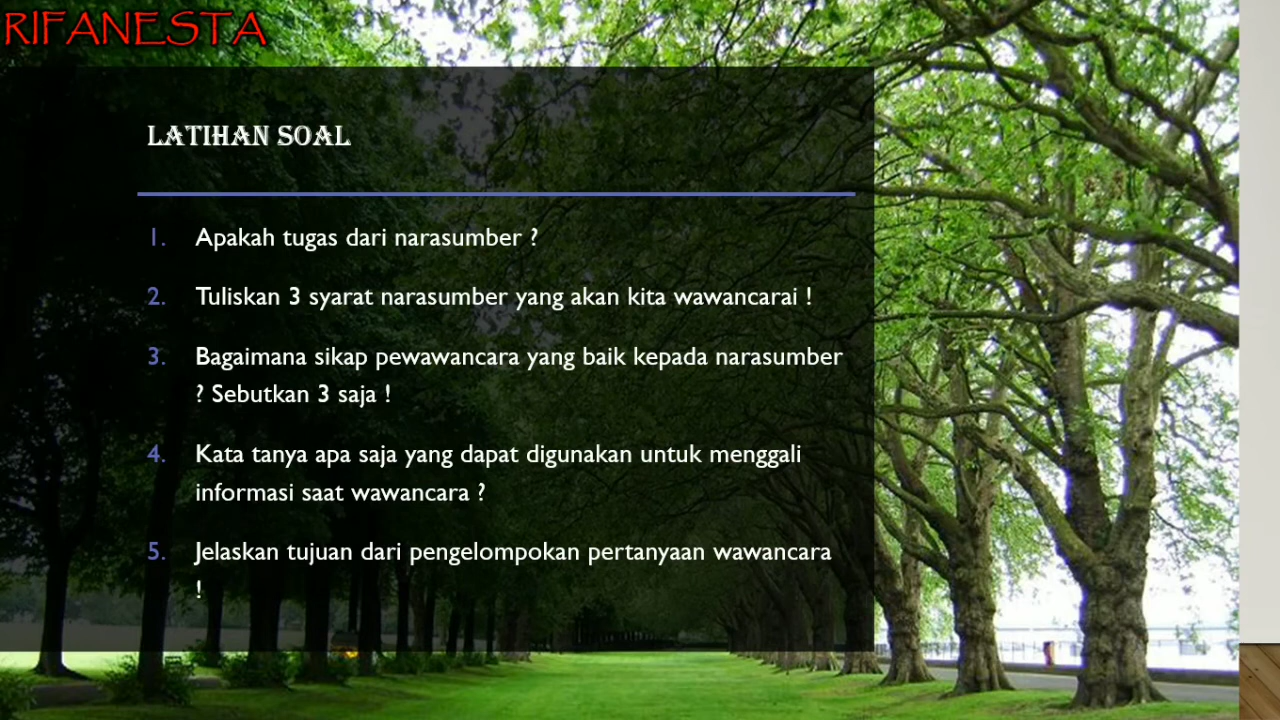 RIFANESTA
LATIHAN SOAL
1. Apakah tugas dari narasumber ?
2. Tuliskan 3 syarat narasumber yang akan kita wawancarai !
3. Bagaimana sikap pewawancara yang baik kepada narasumber
? Sebutkan 3 saja !
4. Kata tanya apa saja yang dapat digunakan untuk menggali
informasi saat wawancara ?
5. Jelaskan tujuan dari pengelompokan pertanyaan wawancara
!